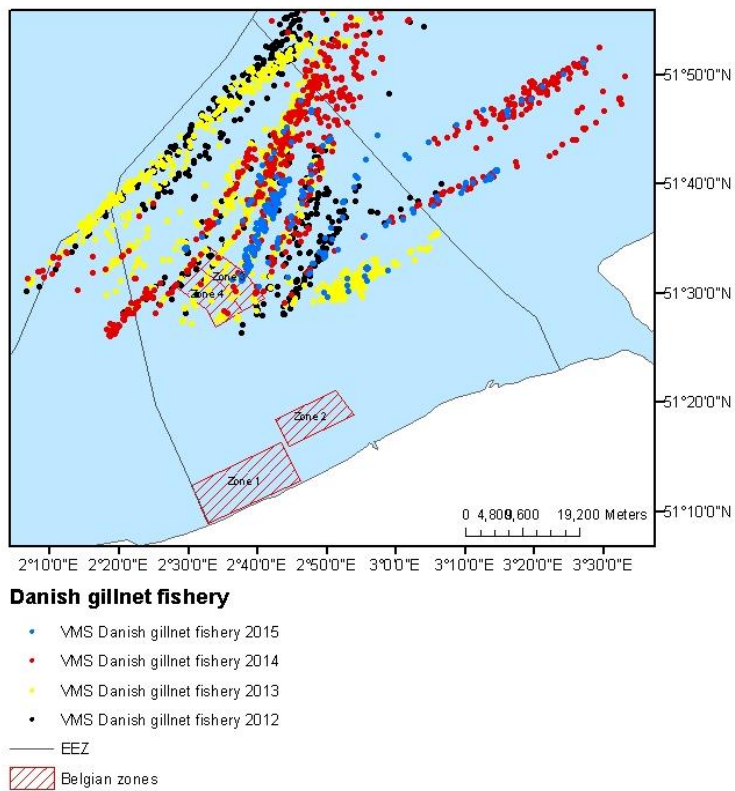 51°50'0"N
51°40'0"N
Zone
Zone 4
51°30'0"N
51°20'0"N
Zone 2
Zone 1
51°10'0"N
0 4,800 9,600 19,200 Meters
2°10'0"E 2°20'0"E 2°30'0"E 2°40'0"E 2°50'0"E 3°0'0"E 3°10'0"E 3°20'0"E 3°30'0"E
Danish gillnet fishery
VMS Danish gillnet fishery 2015
VMS Danish gillnet fishery 2014
VMS Danish gillnet fishery 2013
VMS Danish gillnet fishery 2012
EEZ
Belgian zones